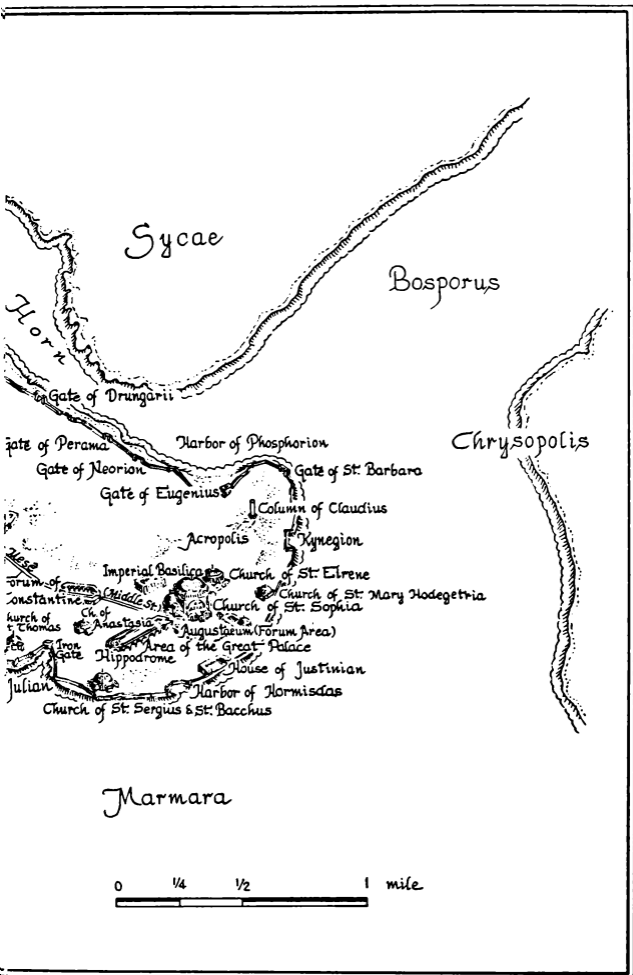 Sycae
Bosporus
Horn
Gate of Drungarii
Gate of Perama
Harbor of Phosphorion
Chrysopolis
Gate of Neorion
Gate of St. Barbara
Gate of Eugenius
Column of Claudius
Acropolis
Kynegion
Mese
Imperial Basilica
Church of St. Eirene
Forum of
Constantine
(Middle St.)
Church of St. Mary Hodegetria
Church of St. Sophia
Church of
St. Thomas
Ch. of
Anastasia
Augustaeum (Forum Area)
Iron
Gate
Area of the Great Palace
Hippodrome
House of Justinian
Julian
Harbor of Hormisdas
Church of St. Sergius & St. Bacchus
Marmara
0 1/4 1/2 1 mile